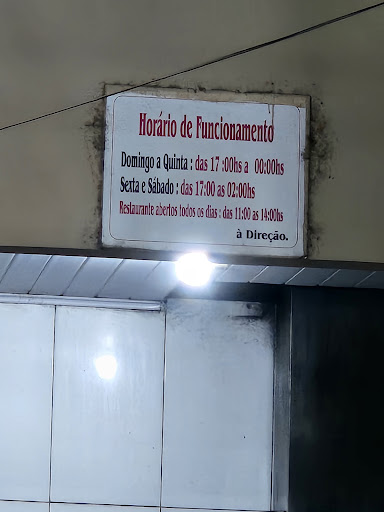 Horário de Funcionamento
Domingo a Quinta : das 17 :00hs a 00:00hs
Sexta e Sábado : das 17:00 as 02:00hs
Restaurante abertos todos os dias : das 11:00 as 14:00hs
à Direção.